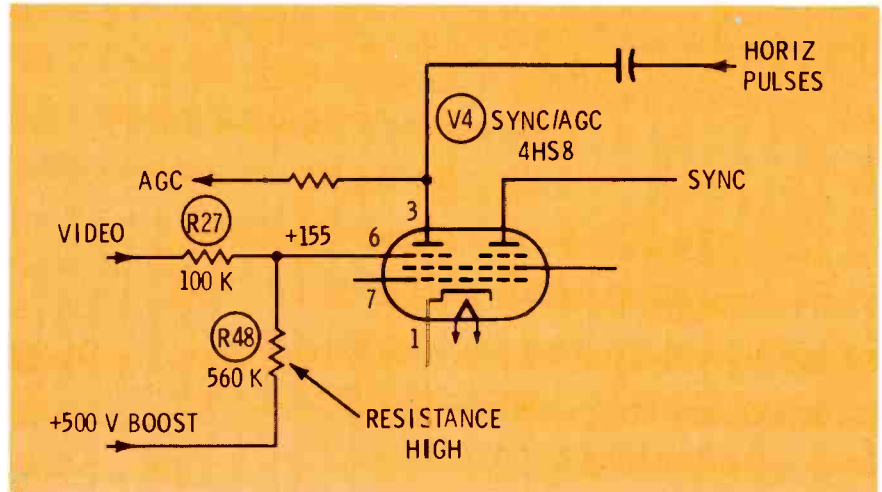 HORIZ
PULSES
V4 SYNC/AGC
4HS8
AGC
SYNC
3
R27
VIDEO
+155
6
100 K
7
R48
1
560 K
+500 V BOOST
RESISTANCE
HIGH